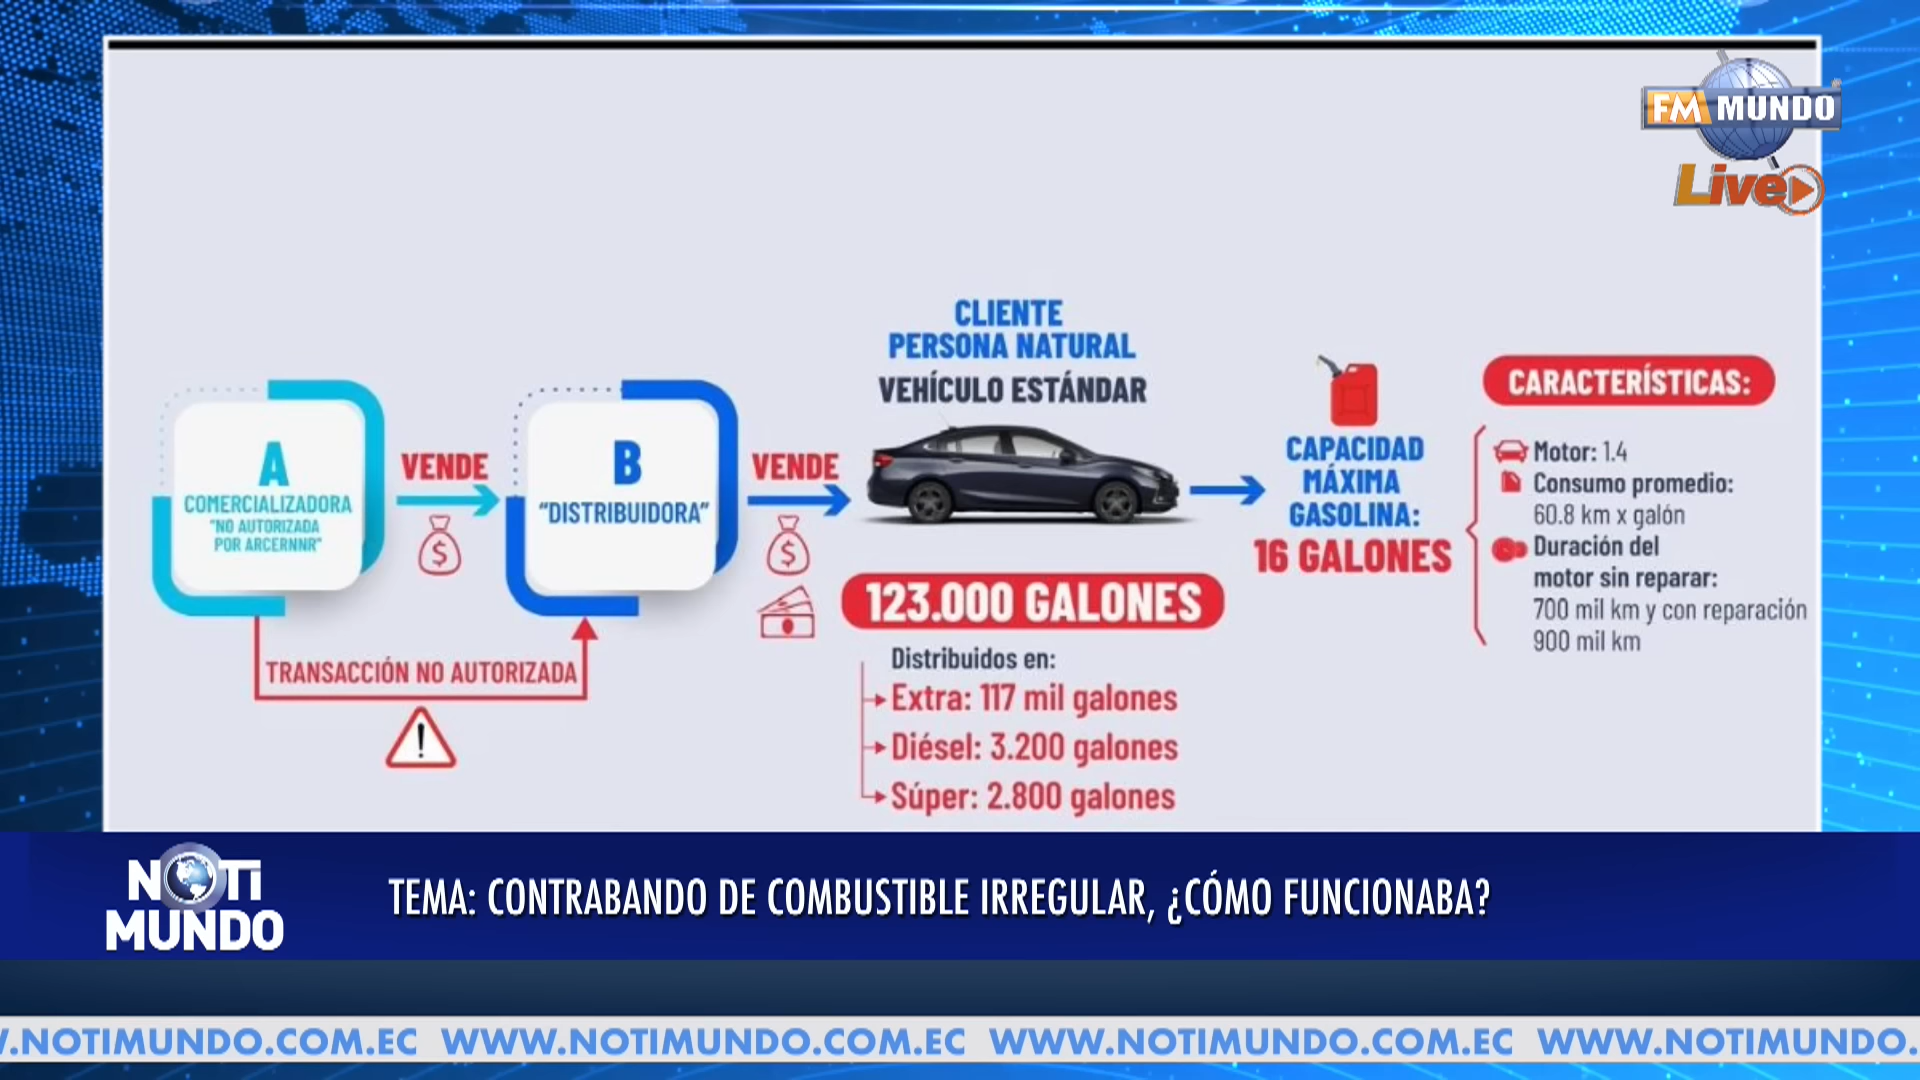 FM MUNDO
Live
CLIENTE
PERSONA NATURAL
VEHÍCULO ESTÁNDAR
A
COMERCIALIZADORA
"NO AUTORIZADA
POR ARCERNNR"
VENDE
$
B
"DISTRIBUIDORA"
VENDE
$
TRANSACCIÓN NO AUTORIZADA
!
123.000 GALONES
Distribuidos en:
Extra: 117 mil galones
Diésel: 3.200 galones
Súper: 2.800 galones
CAPACIDAD
MÁXIMA
GASOLINA:
16 GALONES
CARACTERÍSTICAS:
Motor: 1.4
Consumo promedio:
60.8 km x galón
Duración del
motor sin reparar:
700 mil km y con reparación
900 mil km
NOTI
MUNDO
TEMA: CONTRABANDO DE COMBUSTIBLE IRREGULAR, ¿CÓMO FUNCIONABA?
W.NOTIMUNDO.COM.EC WWW.NOTIMUNDO.COM.EC WWW.NOTIMUNDO.COM.EC WWW.NOTIMUNDO.